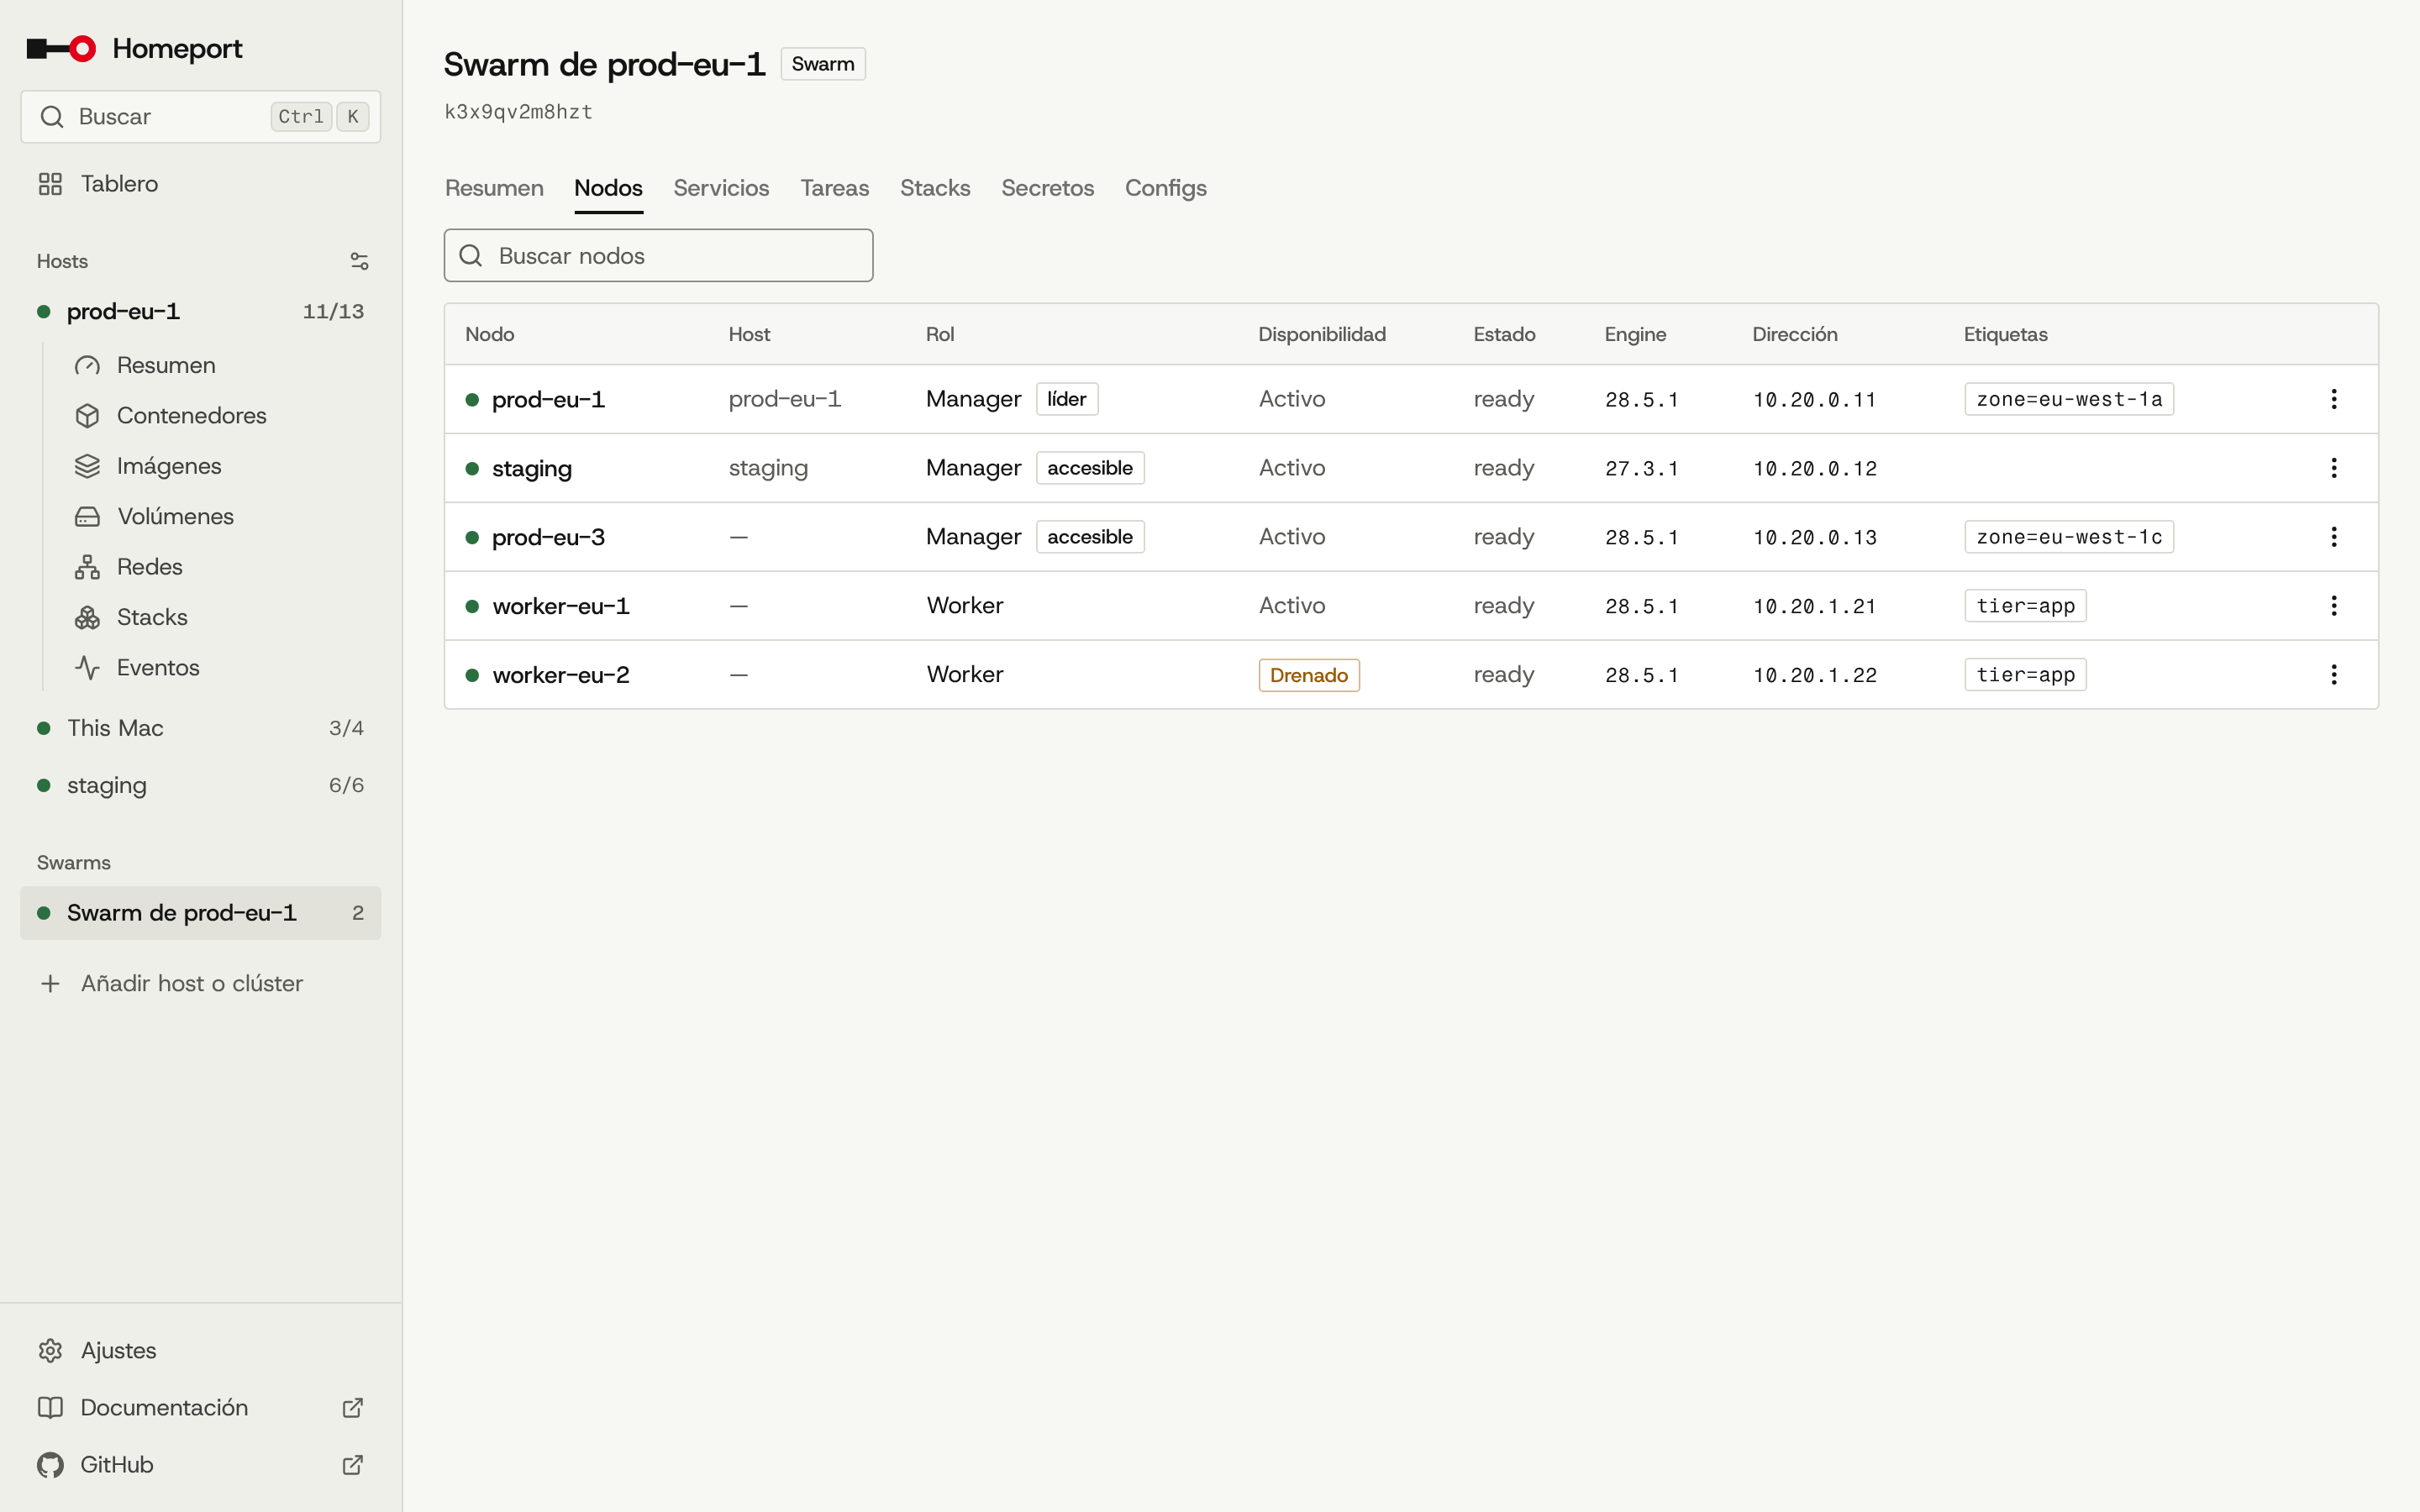 Homeport
Buscar Ctrl K
Tablero
Hosts
prod-eu-1 11/13
Resumen
Contenedores
Imágenes
Volúmenes
Redes
Stacks
Eventos
This Mac 3/4
staging 6/6
Swarms
Swarm de prod-eu-1 2
Añadir host o clúster
Ajustes
Documentación
GitHub
Swarm de prod-eu-1 Swarm
k3x9qv2m8hzt
Resumen Nodos Servicios Tareas Stacks Secretos Configs
Buscar nodos
Nodo Host Rol Disponibilidad Estado Engine Dirección Etiquetas
prod-eu-1 prod-eu-1 Manager líder Activo ready 28.5.1 10.20.0.11 zone=eu-west-1a
staging staging Manager accesible Activo ready 27.3.1 10.20.0.12
prod-eu-3 — Manager accesible Activo ready 28.5.1 10.20.0.13 zone=eu-west-1c
worker-eu-1 — Worker Activo ready 28.5.1 10.20.1.21 tier=app
worker-eu-2 — Worker Drenado ready 28.5.1 10.20.1.22 tier=app